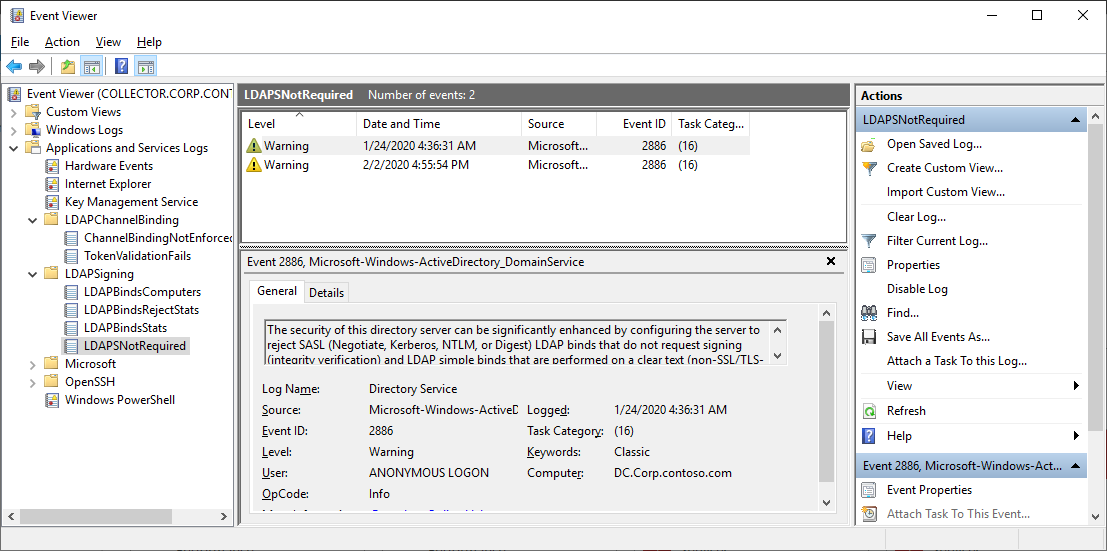 Event Viewer
File Action View Help
Event Viewer (COLLECTOR.CORP.CONT
Custom Views
Windows Logs
Applications and Services Logs
Hardware Events
Internet Explorer
Key Management Service
LDAPChannelBinding
ChannelBindingNotEnforced
TokenValidationFails
LDAPSigning
LDAPBindsComputers
LDAPBindsRejectStats
LDAPBindsStats
LDAPSNotRequired
Microsoft
OpenSSH
Windows PowerShell
LDAPSNotRequired Number of events: 2
Level Date and Time Source Event ID Task Categ...
Warning 1/24/2020 4:36:31 AM Microsoft... 2886 (16)
Warning 2/2/2020 4:55:54 PM Microsoft... 2886 (16)
Event 2886, Microsoft-Windows-ActiveDirectory_DomainService
General Details
The security of this directory server can be significantly enhanced by configuring the server to
reject SASL (Negotiate, Kerberos, NTLM, or Digest) LDAP binds that do not request signing
(integrity verification) and LDAP simple binds that are performed on a clear text (non-SSL/TLS-
Log Name: Directory Service
Source: Microsoft-Windows-ActiveD Logged: 1/24/2020 4:36:31 AM
Event ID: 2886 Task Category: (16)
Level: Warning Keywords: Classic
User: ANONYMOUS LOGON Computer: DC.Corp.contoso.com
OpCode: Info
Actions
LDAPSNotRequired
Open Saved Log...
Create Custom View...
Import Custom View...
Clear Log...
Filter Current Log...
Properties
Disable Log
Find...
Save All Events As...
Attach a Task To this Log...
View
Refresh
Help
Event 2886, Microsoft-Windows-Act...
Event Properties
Attach Task To This Event...